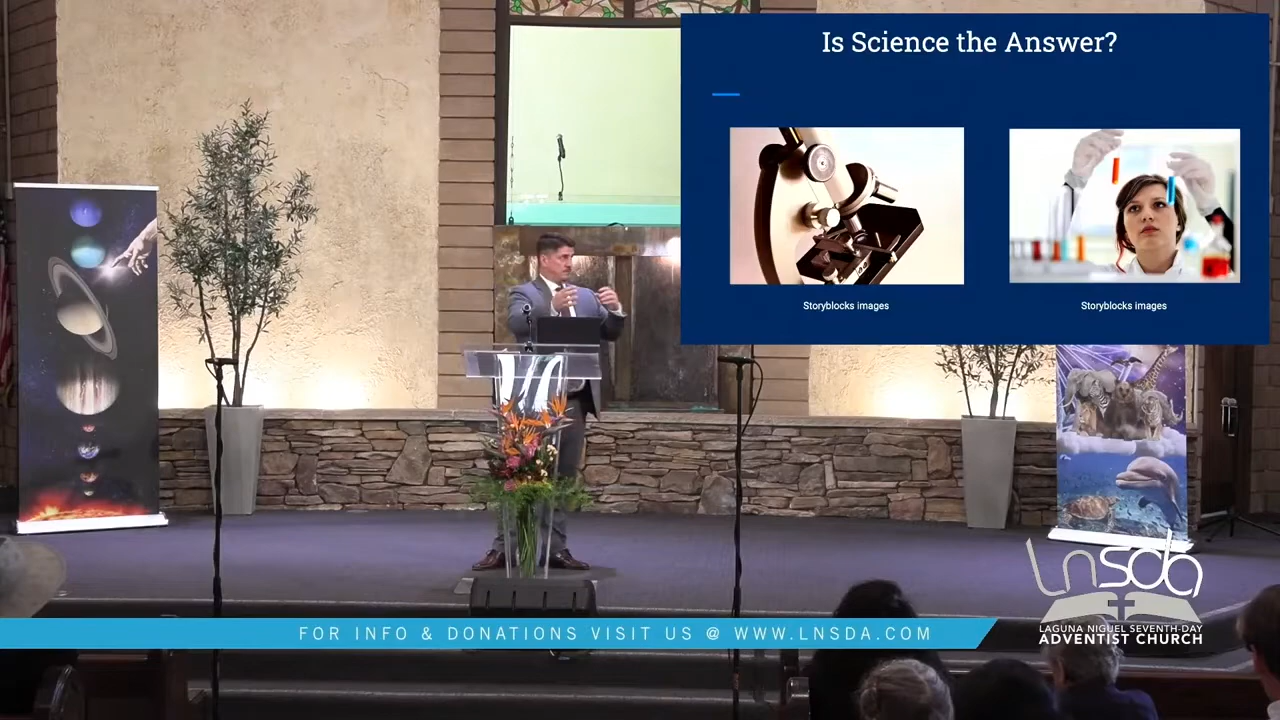 Is Science the Answer?
Storyblocks images
Storyblocks images
lnsda
LAGUNA NIGUEL SEVENTH-DAY
ADVENTIST CHURCH
FOR INFO & DONATIONS VISIT US @ WWW.LNSDA.COM